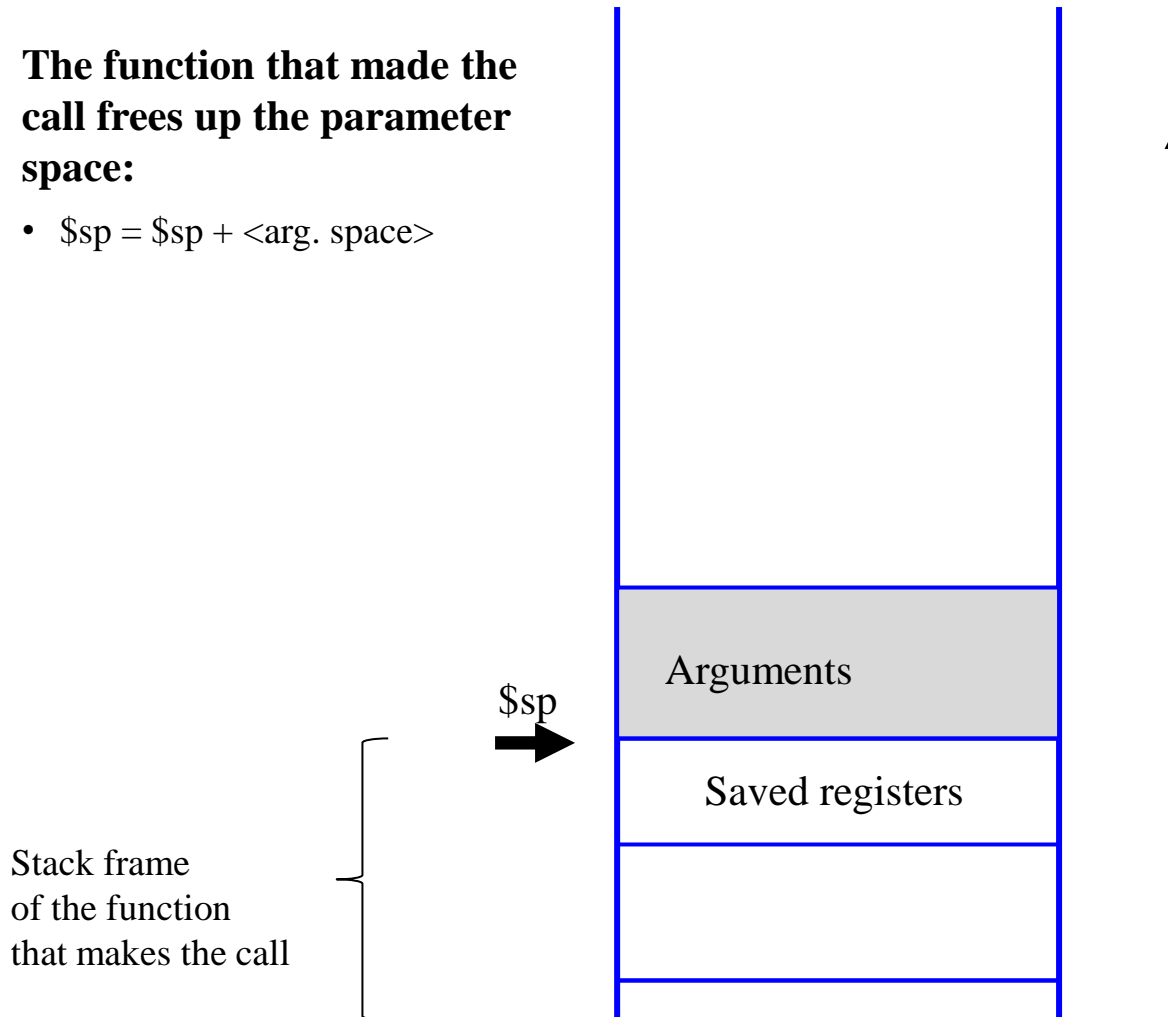 The function that made the
call frees up the parameter
space:
• $sp = $sp + <arg. space>
Arguments
$sp
Saved registers
Stack frame
of the function
that makes the call